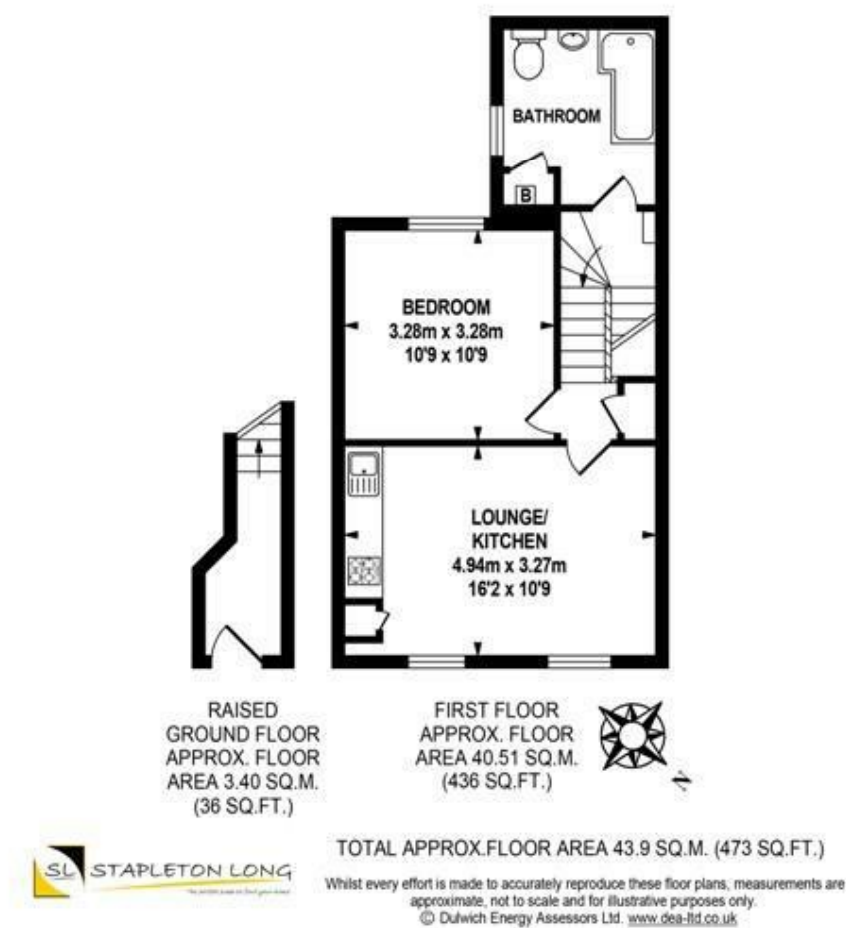 BATHROOM
B
BEDROOM
3.28m x 3.28m
10'9 x 10'9
LOUNGE/
KITCHEN
4.94m x 3.27m
16'2 x 10'9
RAISED
GROUND FLOOR
APPROX. FLOOR
AREA 3.40 SQ.M.
(36 SQ.FT.)
FIRST FLOOR
APPROX. FLOOR
AREA 40.51 SQ.M.
(436 SQ.FT.)
N
SL STAPLETON LONG
TOTAL APPROX.FLOOR AREA 43.9 SQ.M. (473 SQ.FT.)
Whilst every effort is made to accurately reproduce these floor plans, measurements are
approximate, not to scale and for illustrative purposes only.
© Dulwich Energy Assessors Ltd. www.dea-ltd.co.uk